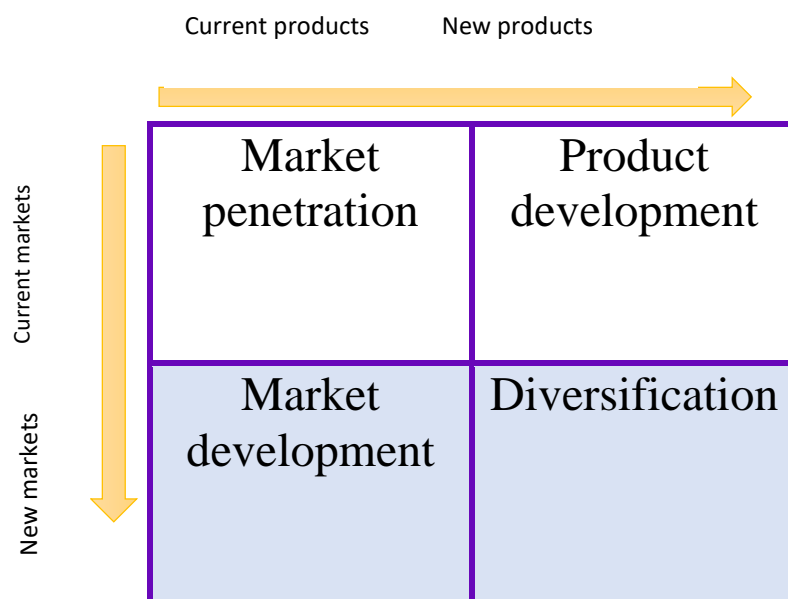 Current products New products
Current markets
Market
penetration
Product
development
New markets
Market
development
Diversification